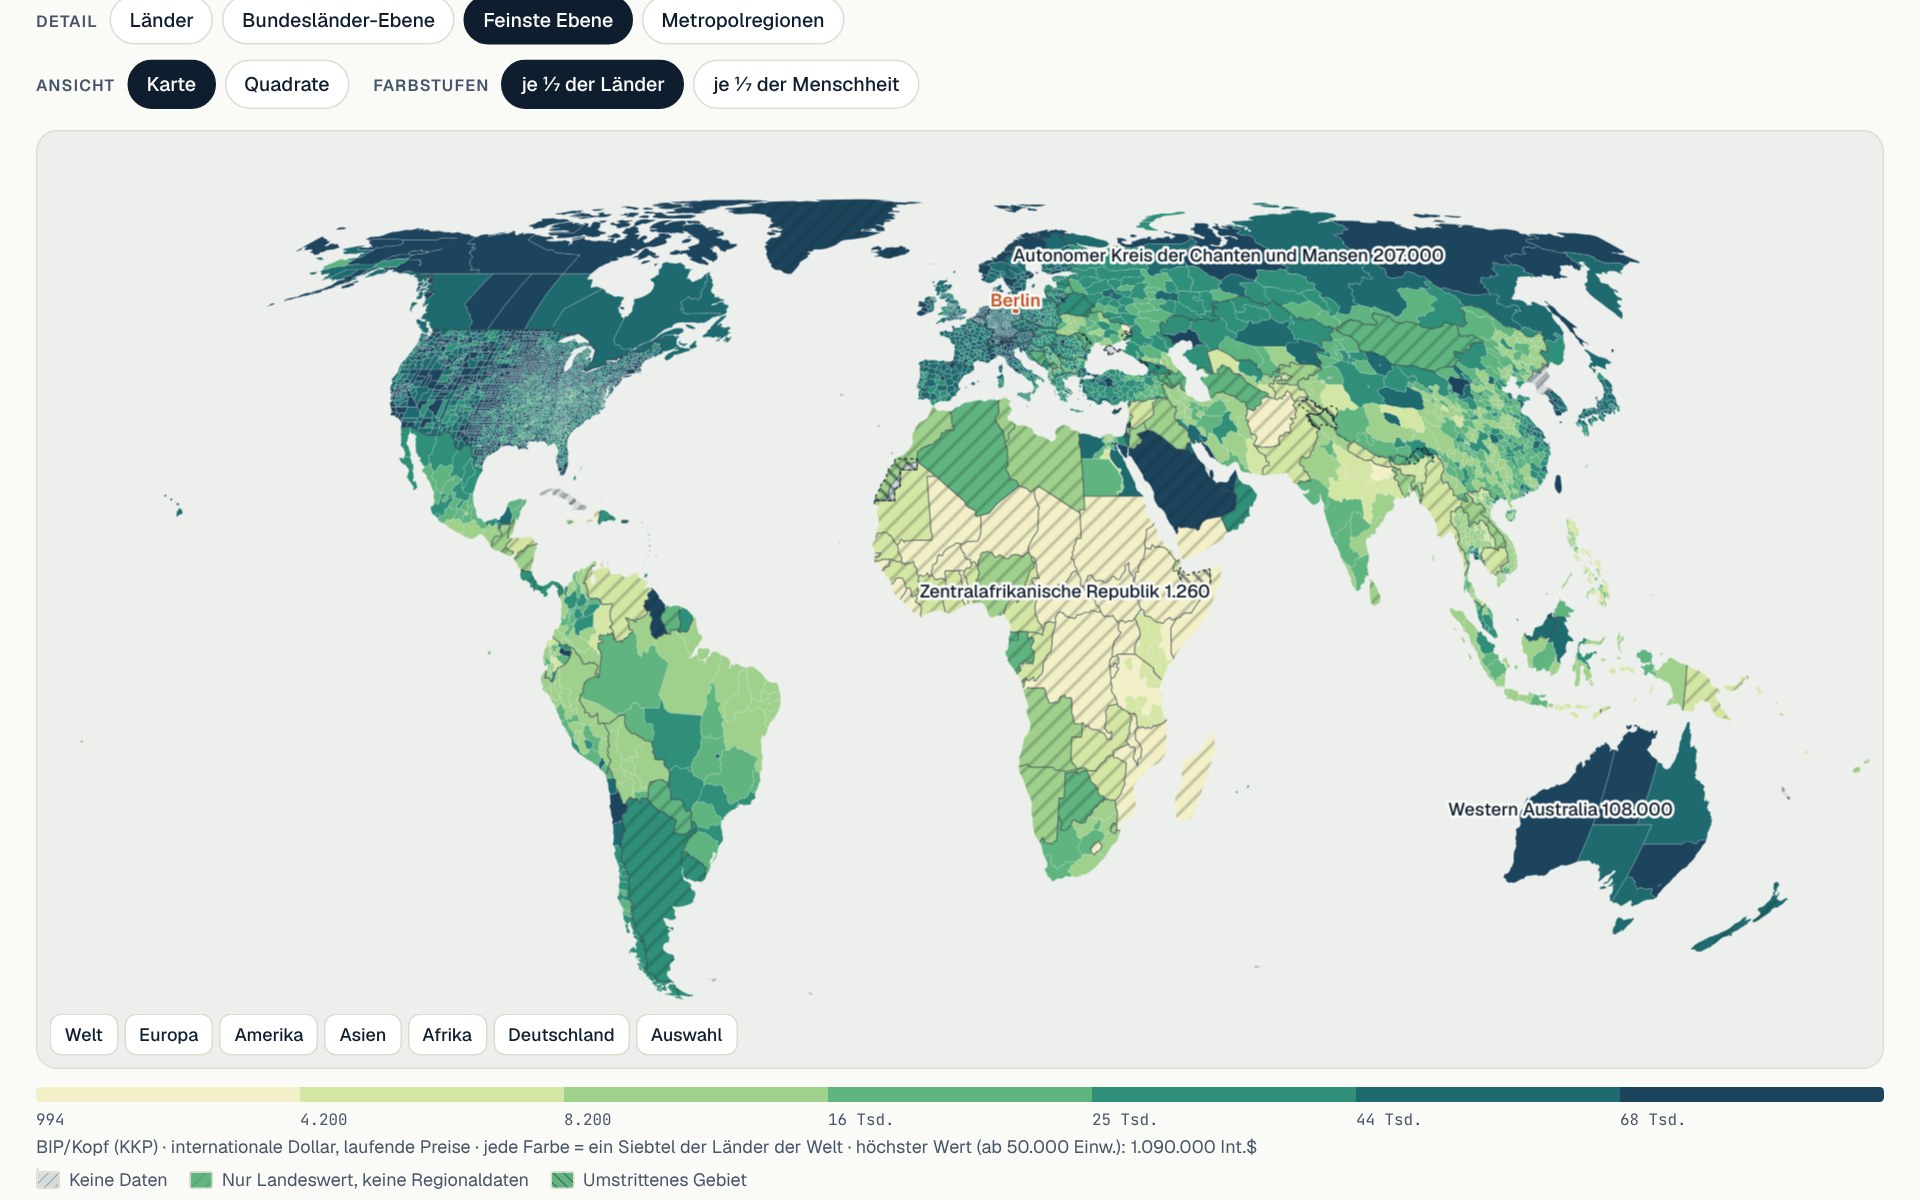 DETAIL Länder Bundesländer-Ebene Feinste Ebene Metropolregionen
ANSICHT Karte Quadrate FARBSTUFEN je ⅐ der Länder je ⅐ der Menschheit
Autonomer Kreis der Chanten und Mansen 207.000
Berlin
Zentralafrikanische Republik 1.260
Western Australia 108.000
Welt Europa Amerika Asien Afrika Deutschland Auswahl
994 4.200 8.200 16 Tsd. 25 Tsd. 44 Tsd. 68 Tsd.
BIP/Kopf (KKP) · internationale Dollar, laufende Preise · jede Farbe = ein Siebtel der Länder der Welt · höchster Wert (ab 50.000 Einw.): 1.090.000 Int.$
Keine Daten Nur Landeswert, keine Regionaldaten Umstrittenes Gebiet